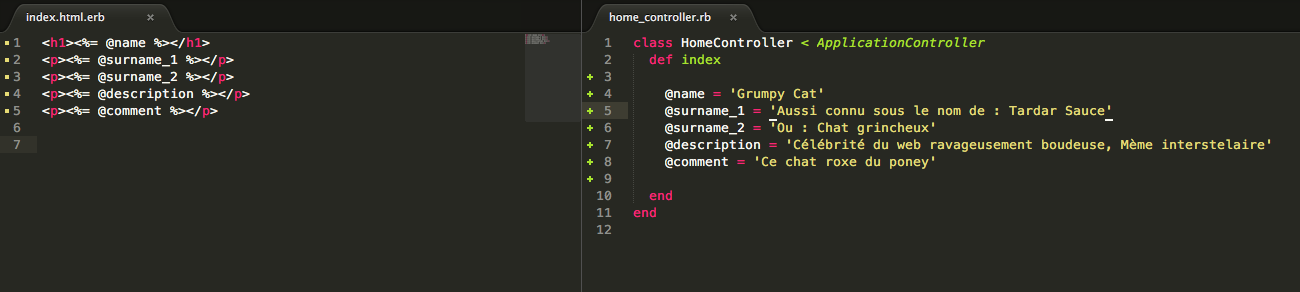 index.html.erb ×
1 <h1><%= @name %></h1>
2 <p><%= @surname_1 %></p>
3 <p><%= @surname_2 %></p>
4 <p><%= @description %></p>
5 <p><%= @comment %></p>
6
7
home_controller.rb ×
1 class HomeController < ApplicationController
2 def index
3
4 @name = 'Grumpy Cat'
5 @surname_1 = 'Aussi connu sous le nom de : Tardar Sauce'
6 @surname_2 = 'Ou : Chat grincheux'
7 @description = 'Célébrité du web ravageusement boudeuse, Mème interstelaire'
8 @comment = 'Ce chat roxe du poney'
9
10 end
11 end
12